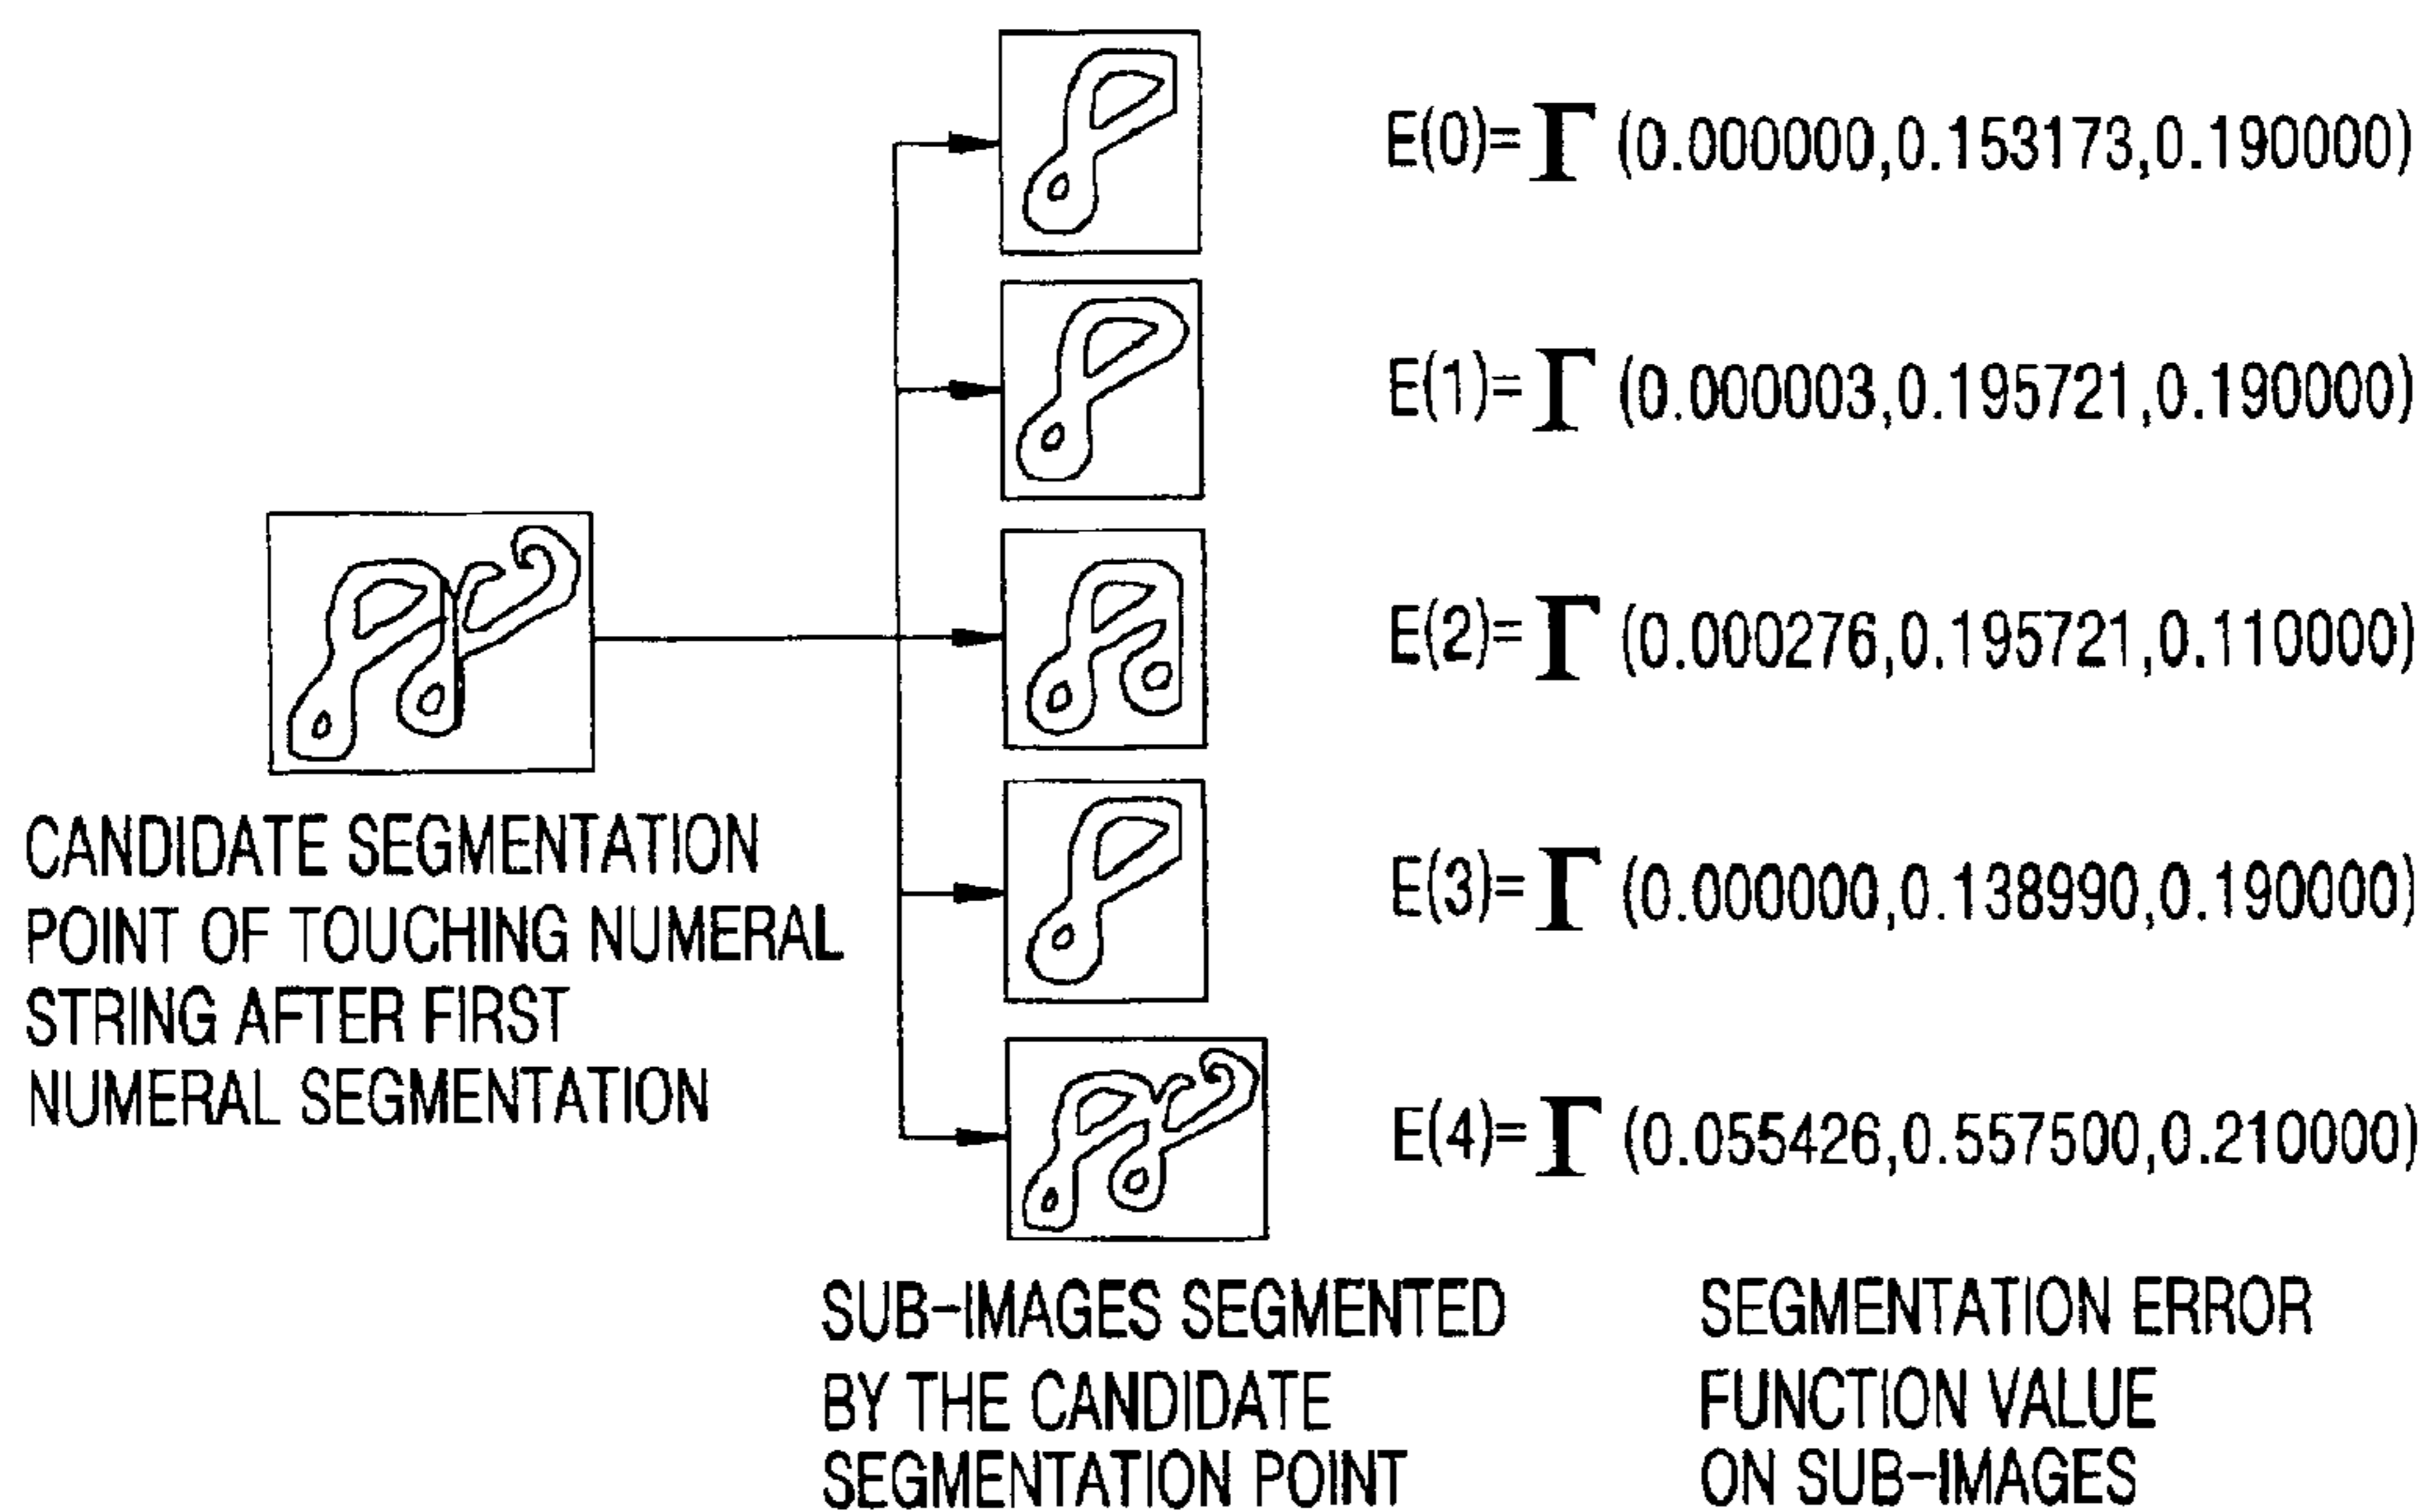 E(0)=Γ (0.000000,0.153173,0.190000)
E(1)=Γ (0.000003,0.195721,0.190000)
E(2)=Γ (0.000276,0.195721,0.110000)
E(3)=Γ (0.000000,0.138990,0.190000)
E(4)=Γ (0.055426,0.557500,0.210000)
CANDIDATE SEGMENTATION
POINT OF TOUCHING NUMERAL
STRING AFTER FIRST
NUMERAL SEGMENTATION
SUB-IMAGES SEGMENTED
BY THE CANDIDATE
SEGMENTATION POINT
SEGMENTATION ERROR
FUNCTION VALUE
ON SUB-IMAGES